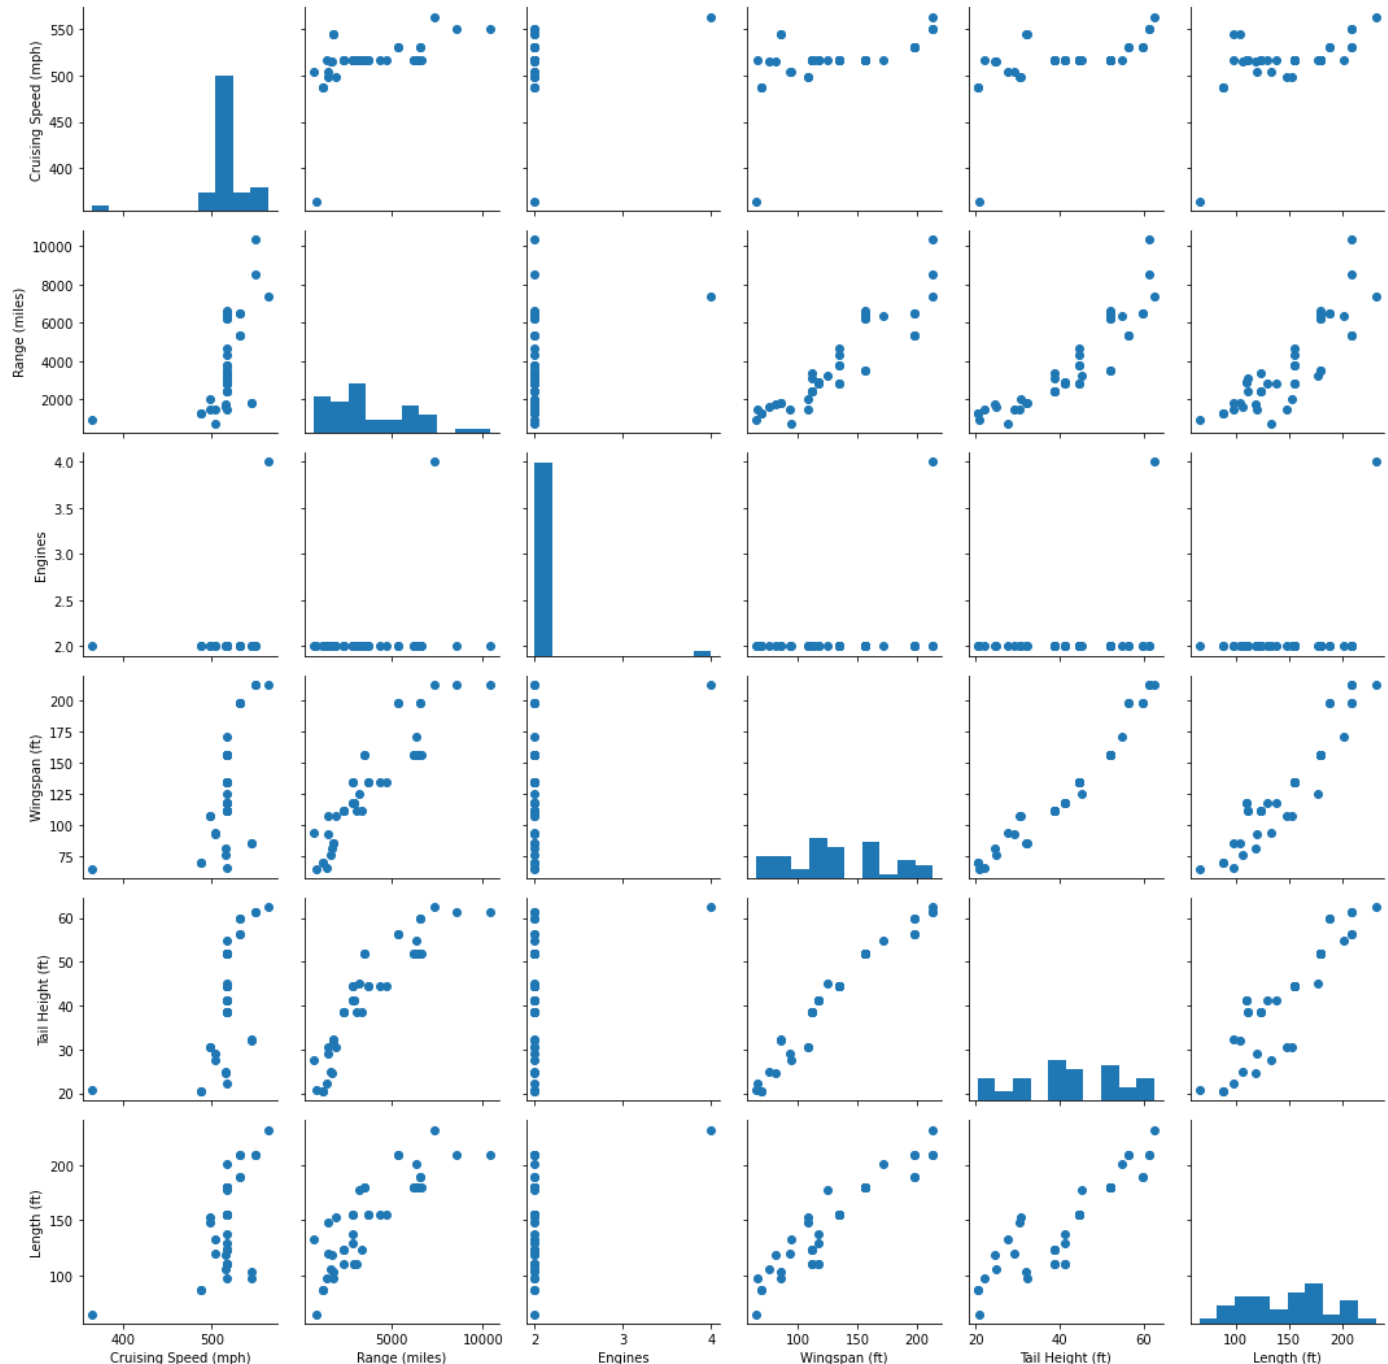 550
500
450
400
Cruising Speed (mph)
10000
8000
6000
4000
2000
Range (miles)
4.0
3.5
3.0
2.5
2.0
Engines
200
175
150
125
100
75
Wingspan (ft)
60
50
40
30
20
Tail Height (ft)
200
150
100
Length (ft)
400 500
5000 10000
2 3 4
100 150 200
20 40 60
100 150 200
Cruising Speed (mph)
Range (miles)
Engines
Wingspan (ft)
Tail Height (ft)
Length (ft)